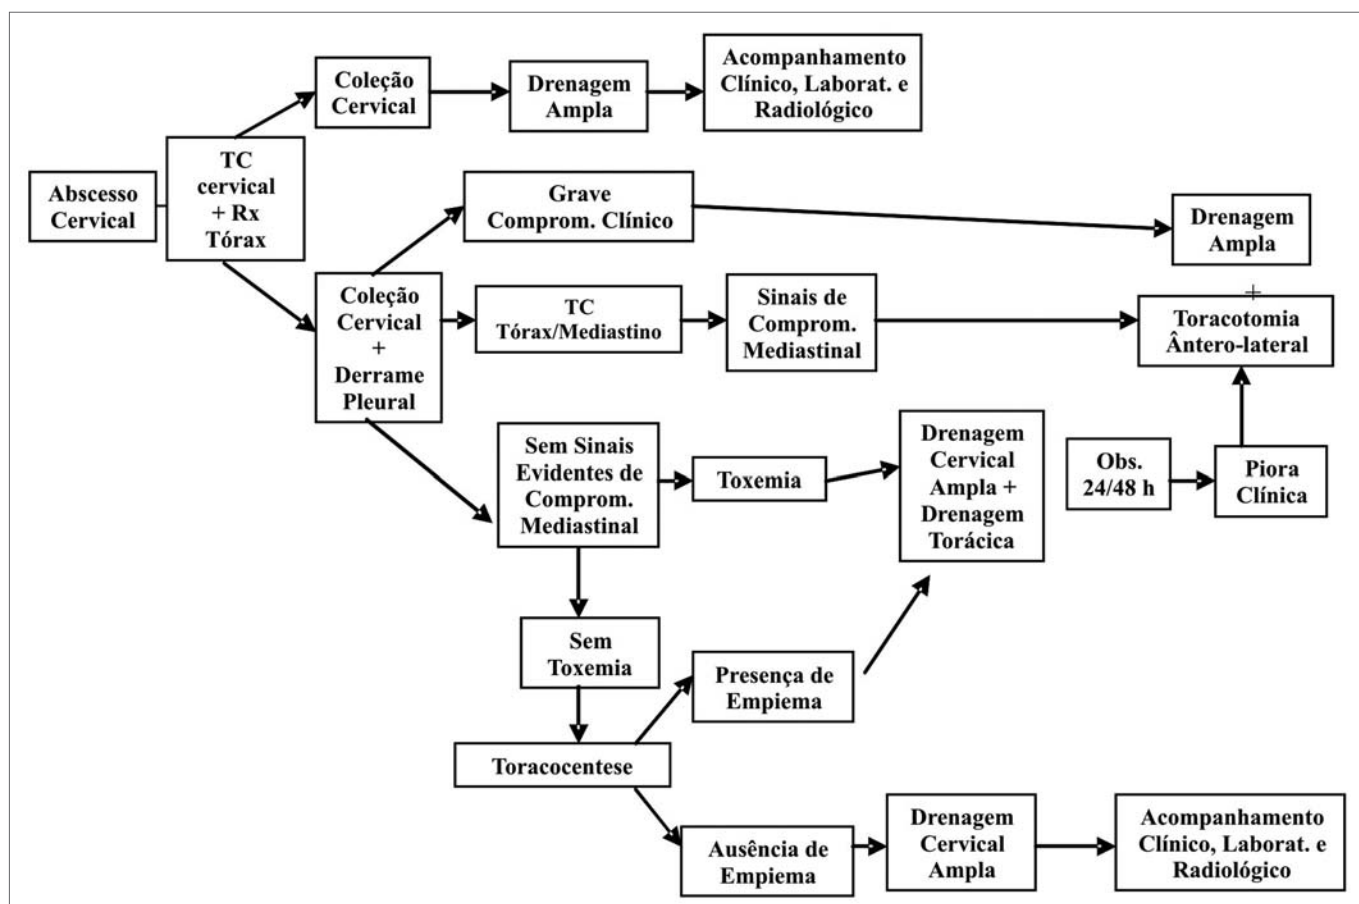 Abscesso
Cervical
TC
cervical
+ Rx
Tórax
Coleção
Cervical
Drenagem
Ampla
Acompanhamento
Clínico, Laborat. e
Radiológico
Coleção
Cervical
+
Derrame
Pleural
Grave
Comprom. Clínico
Drenagem
Ampla
+
Toracotomia
Ântero-lateral
TC
Tórax/Mediastino
Sinais de
Comprom.
Mediastinal
Sem Sinais
Evidentes de
Comprom.
Mediastinal
Toxemia
Drenagem
Cervical
Ampla +
Drenagem
Torácica
Obs.
24/48 h
Piora
Clínica
Sem
Toxemia
Toracocentese
Presença de
Empiema
Ausência de
Empiema
Drenagem
Cervical
Ampla
Acompanhamento
Clínico, Laborat. e
Radiológico